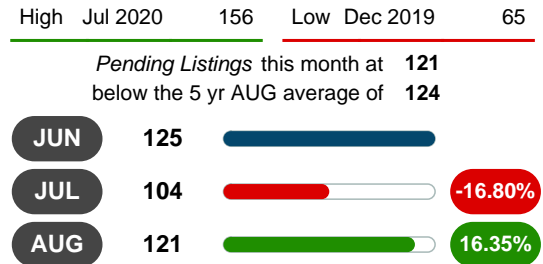 High Jul 2020 156 Low Dec 2019 65
Pending Listings this month at 121
below the 5 yr AUG average of 124
JUN 125
JUL 104 -16.80%
AUG 121 16.35%